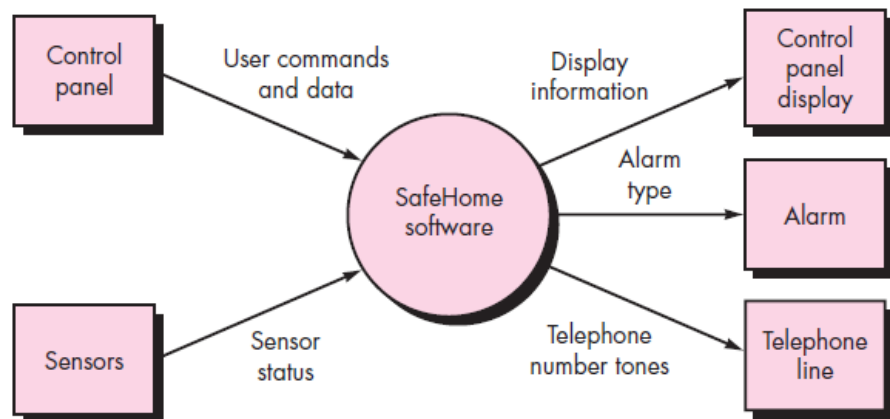 Control
panel
User commands
and data
Display
information
Control
panel
display
SafeHome
software
Alarm
type
Alarm
Sensors
Sensor
status
Telephone
number tones
Telephone
line